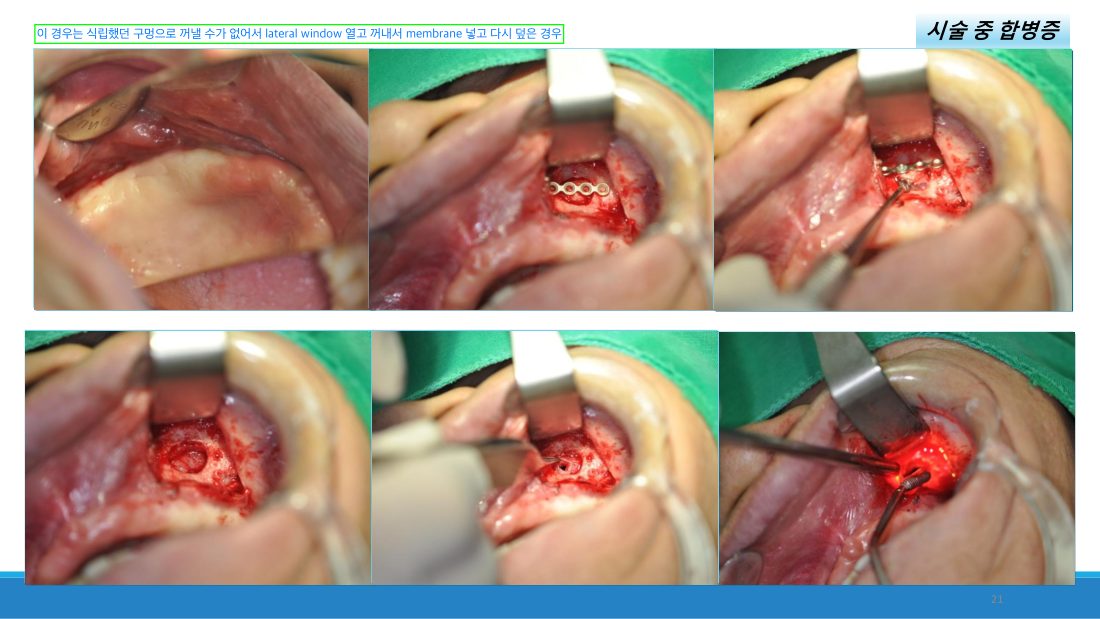 이 경우는 식립했던 구멍으로 꺼낼 수가 없어서 lateral window 열고 꺼내서 membrane 넣고 다시 덮은 경우
시술 중 합병증
21